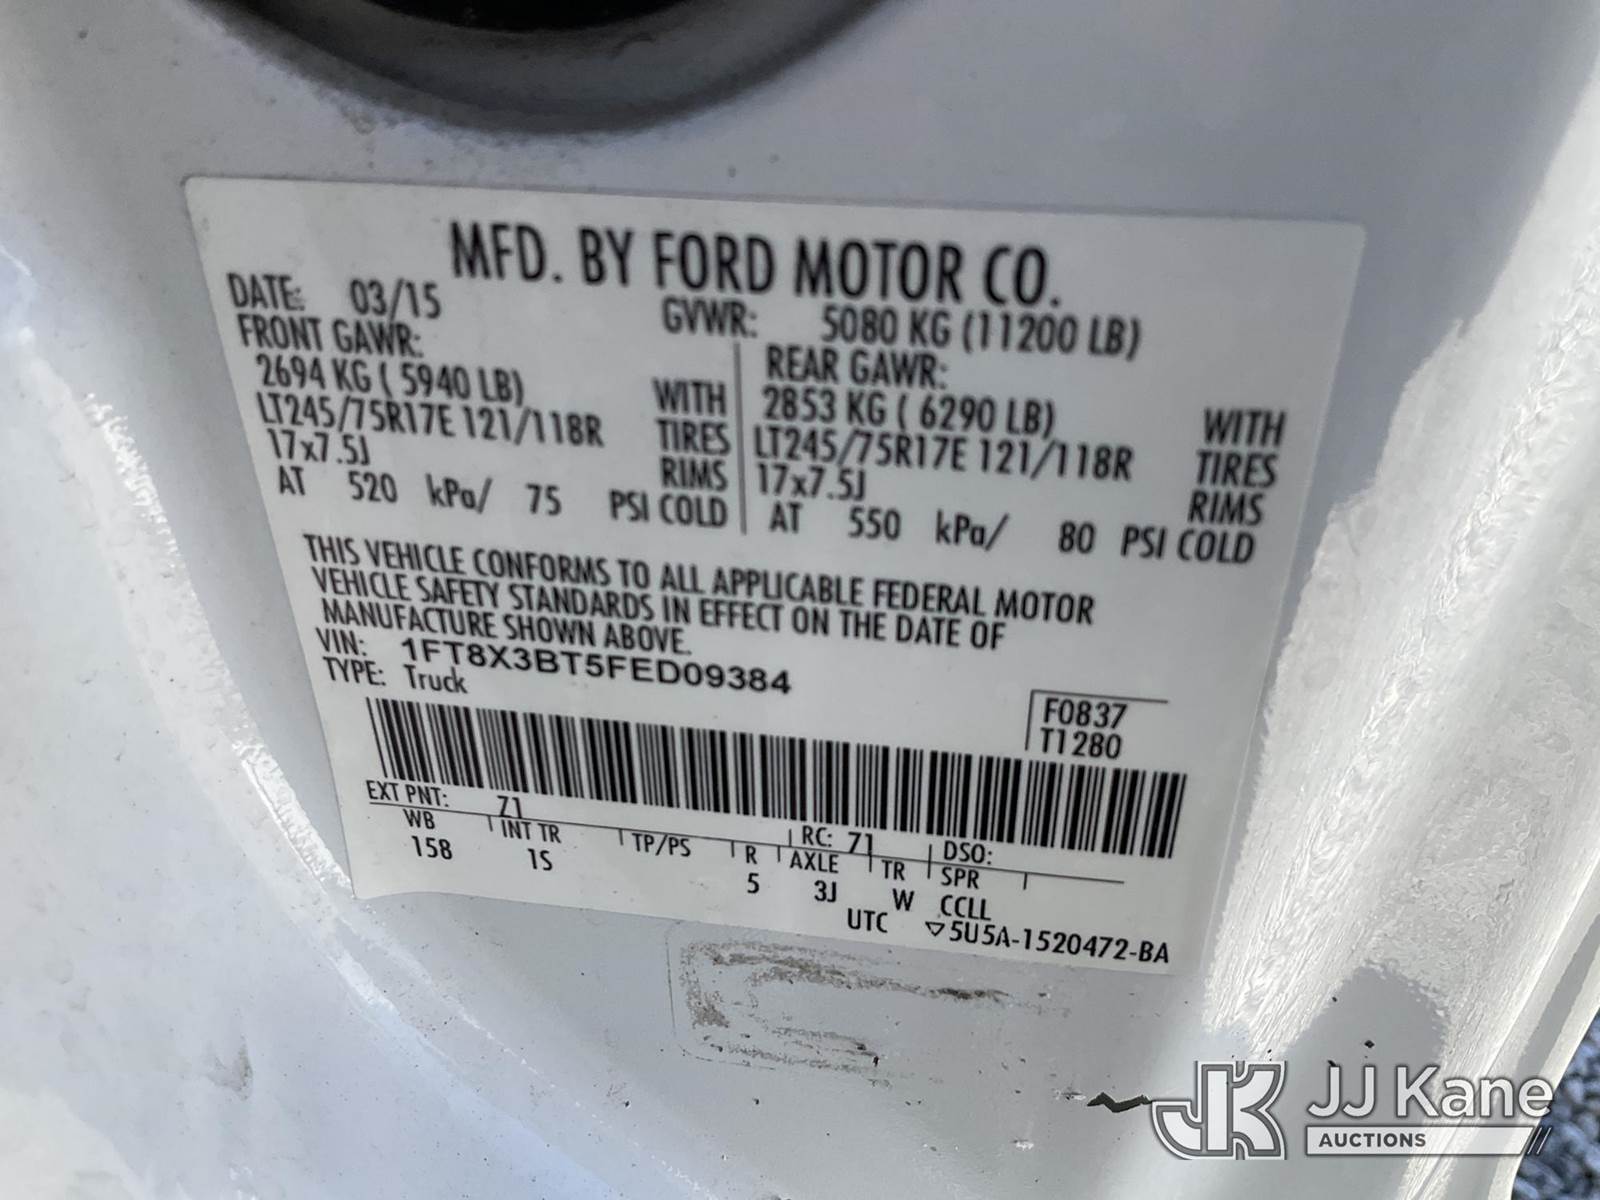 MFD. BY FORD MOTOR CO.
DATE: 03/15 GVWR: 5080 KG (11200 LB)
FRONT GAWR: REAR GAWR:
2694 KG ( 5940 LB) WITH 2853 KG ( 6290 LB) WITH
LT245/75R17E 121/118R TIRES LT245/75R17E 121/118R TIRES
17x7.5J RIMS 17x7.5J RIMS
AT 520 kPa/ 75 PSI COLD AT 550 kPa/ 80 PSI COLD
THIS VEHICLE CONFORMS TO ALL APPLICABLE FEDERAL MOTOR
VEHICLE SAFETY STANDARDS IN EFFECT ON THE DATE OF
MANUFACTURE SHOWN ABOVE.
VIN: 1FT8X3BT5FED09384
TYPE: Truck
F0837
T1280
EXT PNT: Z1 RC: 71 DSO:
WB INT TR TP/PS R AXLE TR SPR
158 1S 5 3J W CCLL
UTC ▽5U5A-1520472-BA
JK JJ Kane
AUCTIONS